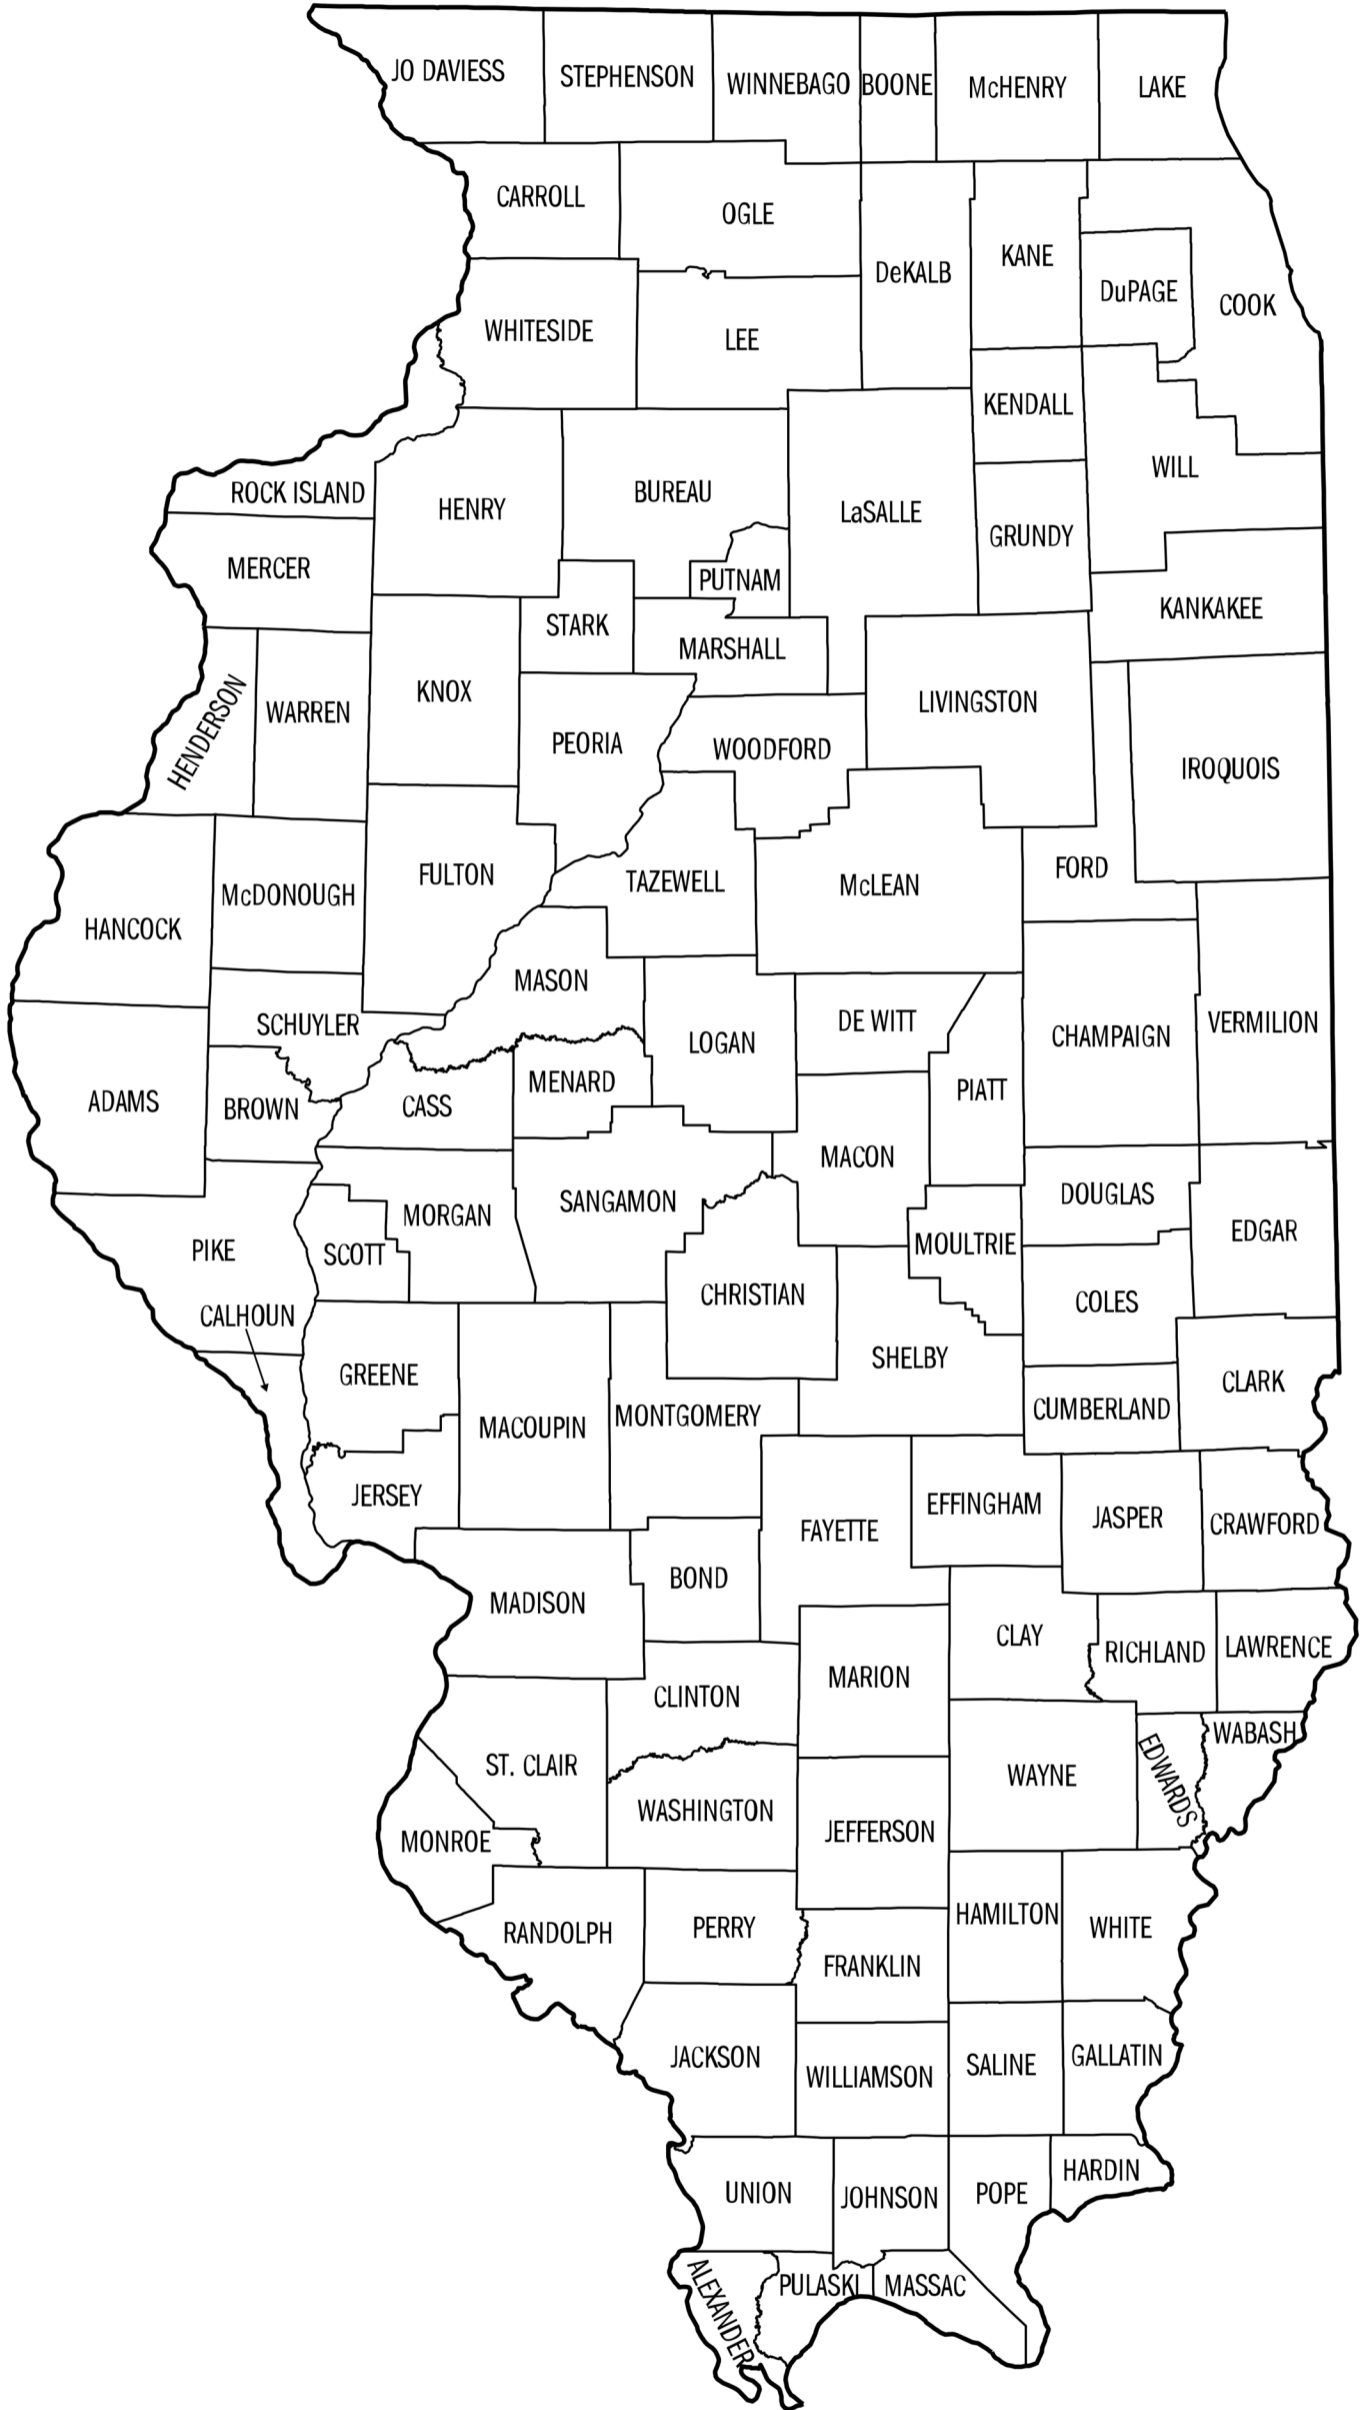 JO DAVIESS
STEPHENSON
WINNEBAGO
BOONE
McHENRY
LAKE
CARROLL
OGLE
DeKALB
KANE
DuPAGE
COOK
WHITESIDE
LEE
KENDALL
WILL
ROCK ISLAND
HENRY
BUREAU
LaSALLE
GRUNDY
MERCER
PUTNAM
KANKAKEE
STARK
MARSHALL
HENDERSON
WARREN
KNOX
LIVINGSTON
PEORIA
WOODFORD
IROQUOIS
FULTON
TAZEWELL
McLEAN
FORD
HANCOCK
McDONOUGH
MASON
SCHUYLER
LOGAN
DE WITT
CHAMPAIGN
VERMILION
ADAMS
BROWN
CASS
MENARD
PIATT
MACON
PIKE
SCOTT
MORGAN
SANGAMON
MOULTRIE
DOUGLAS
EDGAR
CALHOUN
CHRISTIAN
COLES
GREENE
SHELBY
MACOUPIN
MONTGOMERY
CUMBERLAND
CLARK
JERSEY
FAYETTE
EFFINGHAM
JASPER
CRAWFORD
MADISON
BOND
CLAY
RICHLAND
LAWRENCE
CLINTON
MARION
ST. CLAIR
WAYNE
EDWARDS
WABASH
MONROE
WASHINGTON
JEFFERSON
RANDOLPH
PERRY
FRANKLIN
HAMILTON
WHITE
JACKSON
WILLIAMSON
SALINE
GALLATIN
UNION
JOHNSON
POPE
HARDIN
ALEXANDER
PULASKI
MASSAC